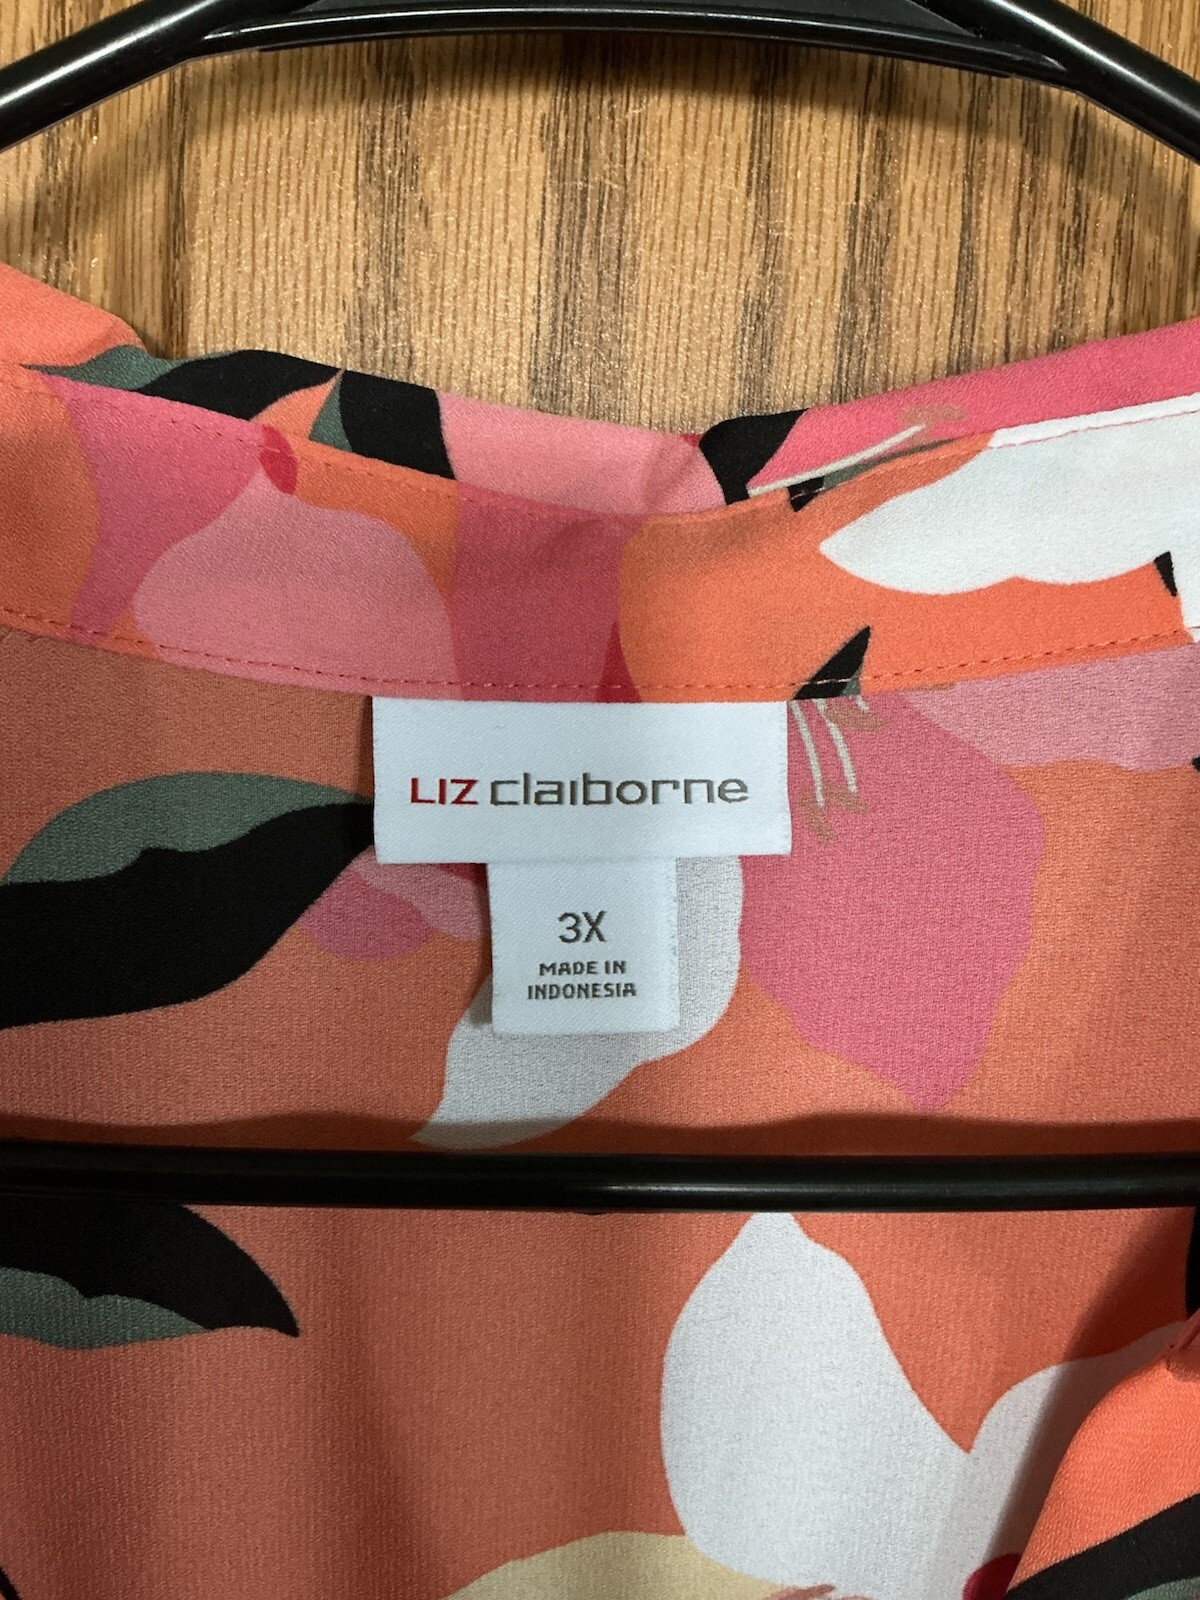 LIZ claiborne
3X
MADE IN
INDONESIA